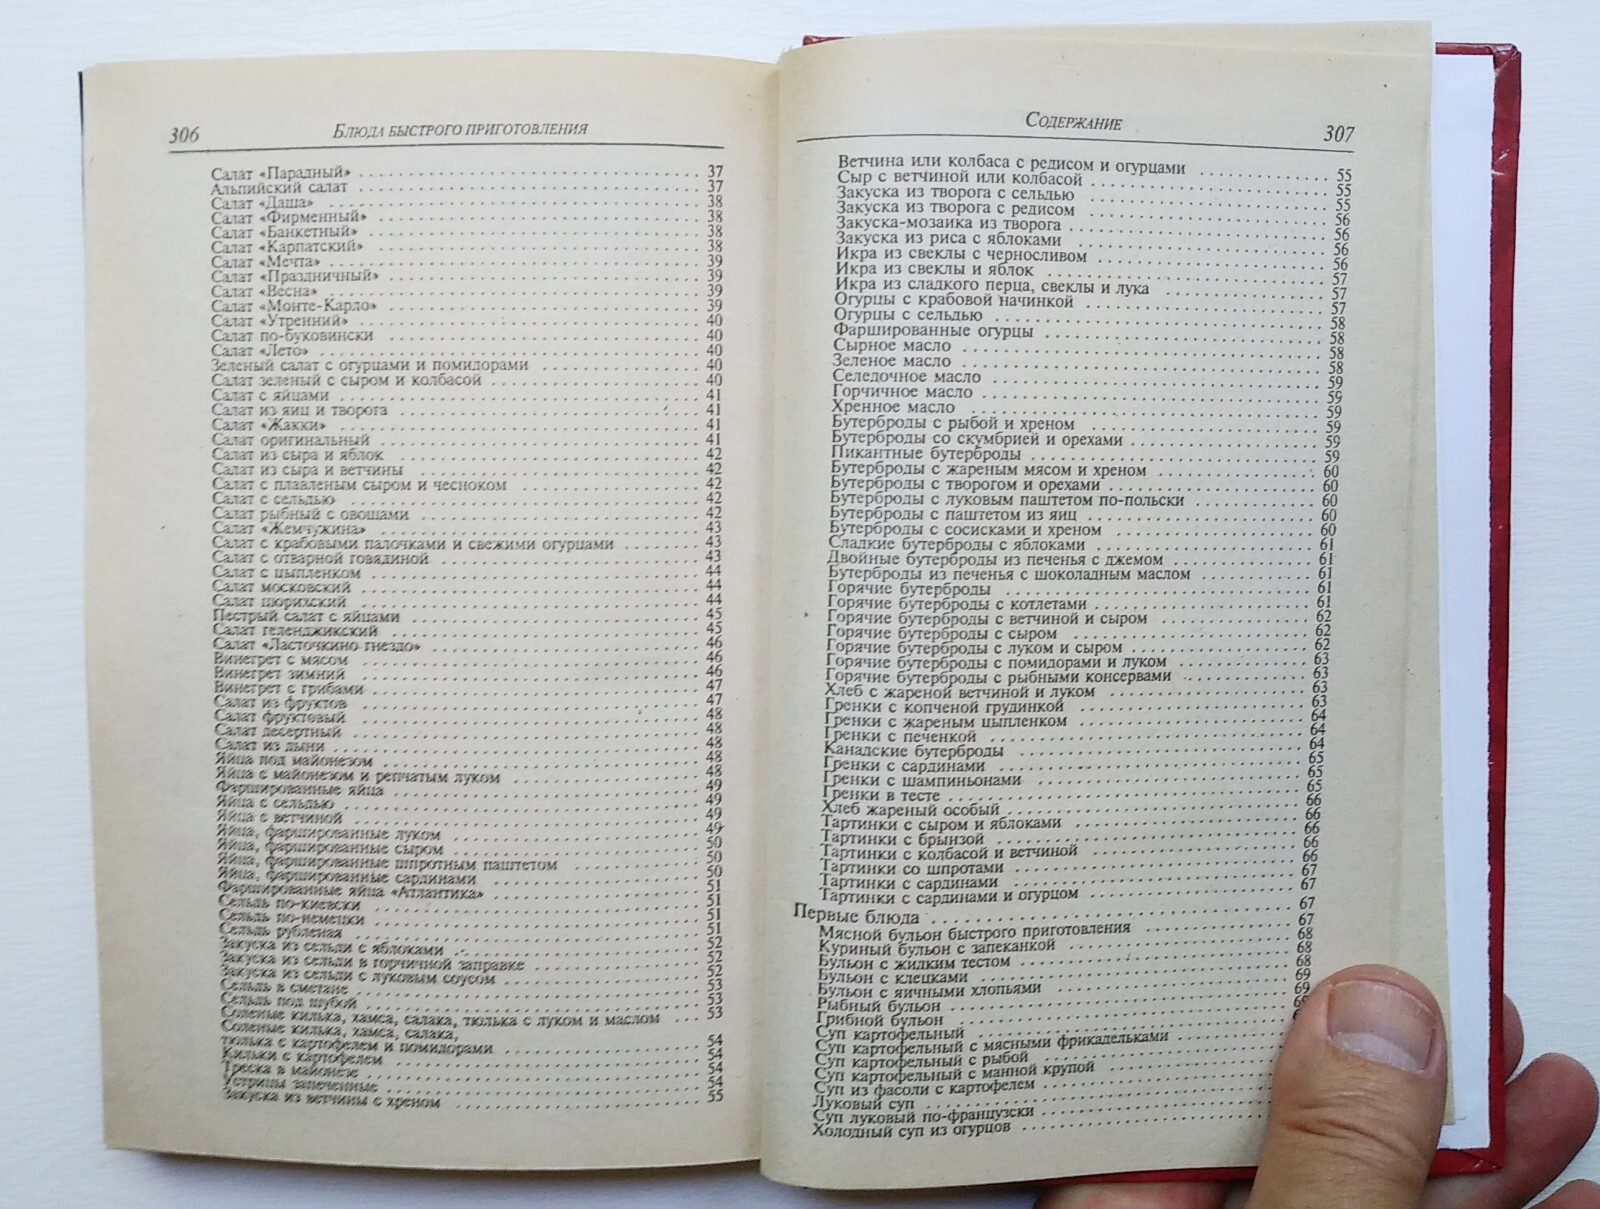 306 БЛЮДА БЫСТРОГО ПРИГОТОВЛЕНИЯ
Салат «Парадный» 37
Альпийский салат 37
Салат «Даша» 38
Салат «Фирменный» 38
Салат «Банкетный» 38
Салат «Карпатский» 38
Салат «Мечта» 39
Салат «Праздничный» 39
Салат «Весна» 39
Салат «Монте-Карло» 39
Салат «Утренний» 40
Салат по-буковински 40
Салат «Лето» 40
Зеленый салат с огурцами и помидорами 40
Салат зеленый с сыром и колбасой 40
Салат с яйцами 41
Салат из яиц и творога 41
Салат «Жакки» 41
Салат оригинальный 41
Салат из сыра и яблок 42
Салат из сыра и ветчины 42
Салат с плавленым сыром и чесноком 42
Салат с сельдью 42
Салат рыбный с овощами 42
Салат «Жемчужина» 43
Салат с крабовыми палочками и свежими огурцами 43
Салат с отварной говядиной 43
Салат с цыпленком 44
Салат московский 44
Салат цюрихский 44
Пестрый салат с яйцами 45
Салат геленджикский 45
Салат «Ласточкино гнездо» 46
Винегрет с мясом 46
Винегрет зимний 46
Винегрет с грибами 47
Салат из фруктов 47
Салат фруктовый 48
Салат десертный 48
Салат из дыни 48
Яйца под майонезом 48
Яйца с майонезом и репчатым луком 48
Фаршированные яйца 49
Яйца с сельдью 49
Яйца с ветчиной 49
Яйца, фаршированные луком 49
Яйца, фаршированные сыром 50
Яйца, фаршированные шпротным паштетом 50
Яйца, фаршированные сардинами 50
Фаршированные яйца «Атлантика» 51
Сельдь по-киевски 51
Сельдь по-немецки 51
Сельдь рубленая 51
Закуска из сельди с яблоками 52
Закуска из сельди в горчичной заправке 52
Закуска из сельди с луковым соусом 52
Сельдь в сметане 53
Сельдь под шубой 53
Соленые килька, хамса, салака, тюлька с луком и маслом 53
Соленые килька, хамса, салака,
тюлька с картофелем и помидорами 54
Кильки с картофелем 54
Треска в майонезе 54
Устрицы запеченные 54
Закуска из ветчины с хреном 55
СОДЕРЖАНИЕ 307
Ветчина или колбаса с редисом и огурцами 55
Сыр с ветчиной или колбасой 55
Закуска из творога с сельдью 55
Закуска из творога с редисом 56
Закуска-мозаика из творога 56
Закуска из риса с яблоками 56
Икра из свеклы с черносливом 56
Икра из свеклы и яблок 57
Икра из сладкого перца, свеклы и лука 57
Огурцы с крабовой начинкой 57
Огурцы с сельдью 58
Фаршированные огурцы 58
Сырное масло 58
Зеленое масло 58
Селедочное масло 59
Горчичное масло 59
Хренное масло 59
Бутерброды с рыбой и хреном 59
Бутерброды со скумбрией и орехами 59
Пикантные бутерброды 59
Бутерброды с жареным мясом и хреном 60
Бутерброды с творогом и орехами 60
Бутерброды с луковым паштетом по-польски 60
Бутерброды с паштетом из яиц 60
Бутерброды с сосисками и хреном 60
Сладкие бутерброды с яблоками 61
Двойные бутерброды из печенья с джемом 61
Бутерброды из печенья с шоколадным маслом 61
Горячие бутерброды 61
Горячие бутерброды с котлетами 61
Горячие бутерброды с ветчиной и сыром 62
Горячие бутерброды с сыром 62
Горячие бутерброды с луком и сыром 62
Горячие бутерброды с помидорами и луком 63
Горячие бутерброды с рыбными консервами 63
Хлеб с жареной ветчиной и луком 63
Гренки с копченой грудинкой 63
Гренки с жареным цыпленком 64
Гренки с печенкой 64
Канадские бутерброды 64
Гренки с сардинами 65
Гренки с шампиньонами 65
Гренки в тесте 65
Хлеб жареный особый 66
Тартинки с сыром и яблоками 66
Тартинки с брынзой 66
Тартинки с колбасой и ветчиной 66
Тартинки со шпротами 66
Тартинки с сардинами 67
Тартинки с сардинами и огурцом 67
Первые блюда 67
Мясной бульон быстрого приготовления 67
Куриный бульон с запеканкой 68
Бульон с жидким тестом 68
Бульон с клецками 68
Бульон с яичными хлопьями 69
Рыбный бульон 69
Грибной бульон
Суп картофельный
Суп картофельный с мясными фрикадельками
Суп картофельный с рыбой
Суп картофельный с манной крупой
Суп из фасоли с картофелем
Луковый суп
Суп луковый по-французски
Холодный суп из огурцов